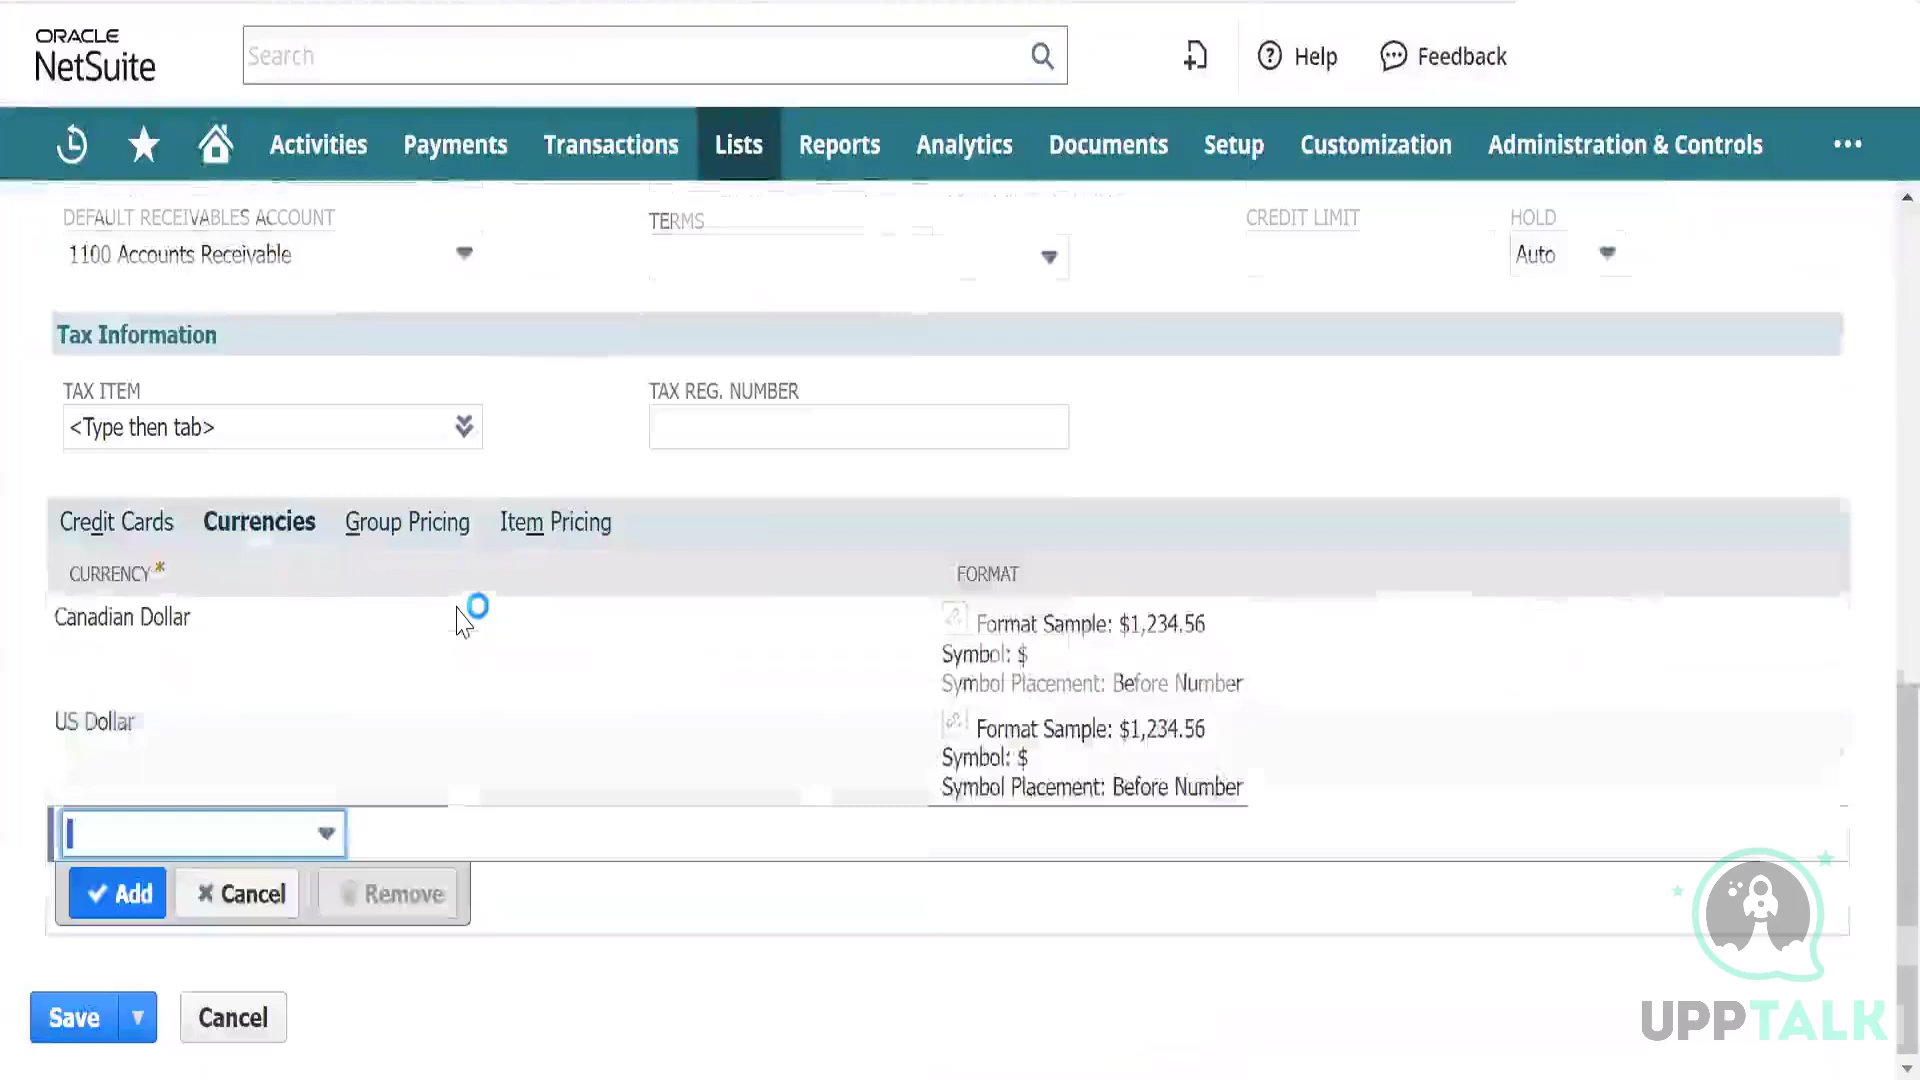 ORACLE
NetSuite
Search
Help
Feedback
Activities
Payments
Transactions
Lists
Reports
Analytics
Documents
Setup
Customization
Administration & Controls
DEFAULT RECEIVABLES ACCOUNT
TERMS
CREDIT LIMIT
HOLD
1100 Accounts Receivable
Auto
Tax Information
TAX ITEM
TAX REG. NUMBER
<Type then tab>
Credit Cards
Currencies
Group Pricing
Item Pricing
CURRENCY*
FORMAT
Canadian Dollar
Format Sample: $1,234.56
Symbol: $
Symbol Placement: Before Number
US Dollar
Format Sample: $1,234.56
Symbol: $
Symbol Placement: Before Number
Add
Cancel
Remove
Save
Cancel
UPPTALK